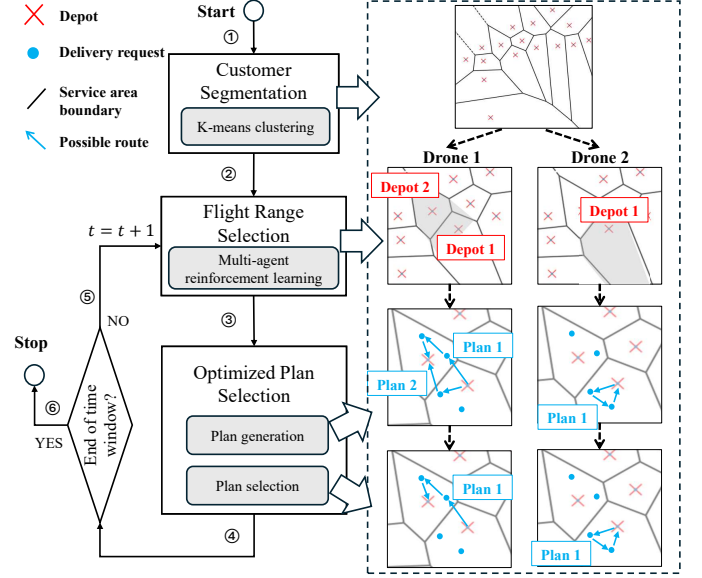 Depot
Delivery request
Service area
boundary
Possible route
Start
①
Customer
Segmentation
K-means clustering
②
Flight Range
Selection
Multi-agent
reinforcement learning
t = t + 1
③
⑤
NO
Stop
⑥
YES
End of time
window?
Optimized Plan
Selection
Plan generation
Plan selection
④
Drone 1
Drone 2
Depot 2
Depot 1
Depot 1
Plan 1
Plan 2
Plan 1
Plan 1
Plan 1